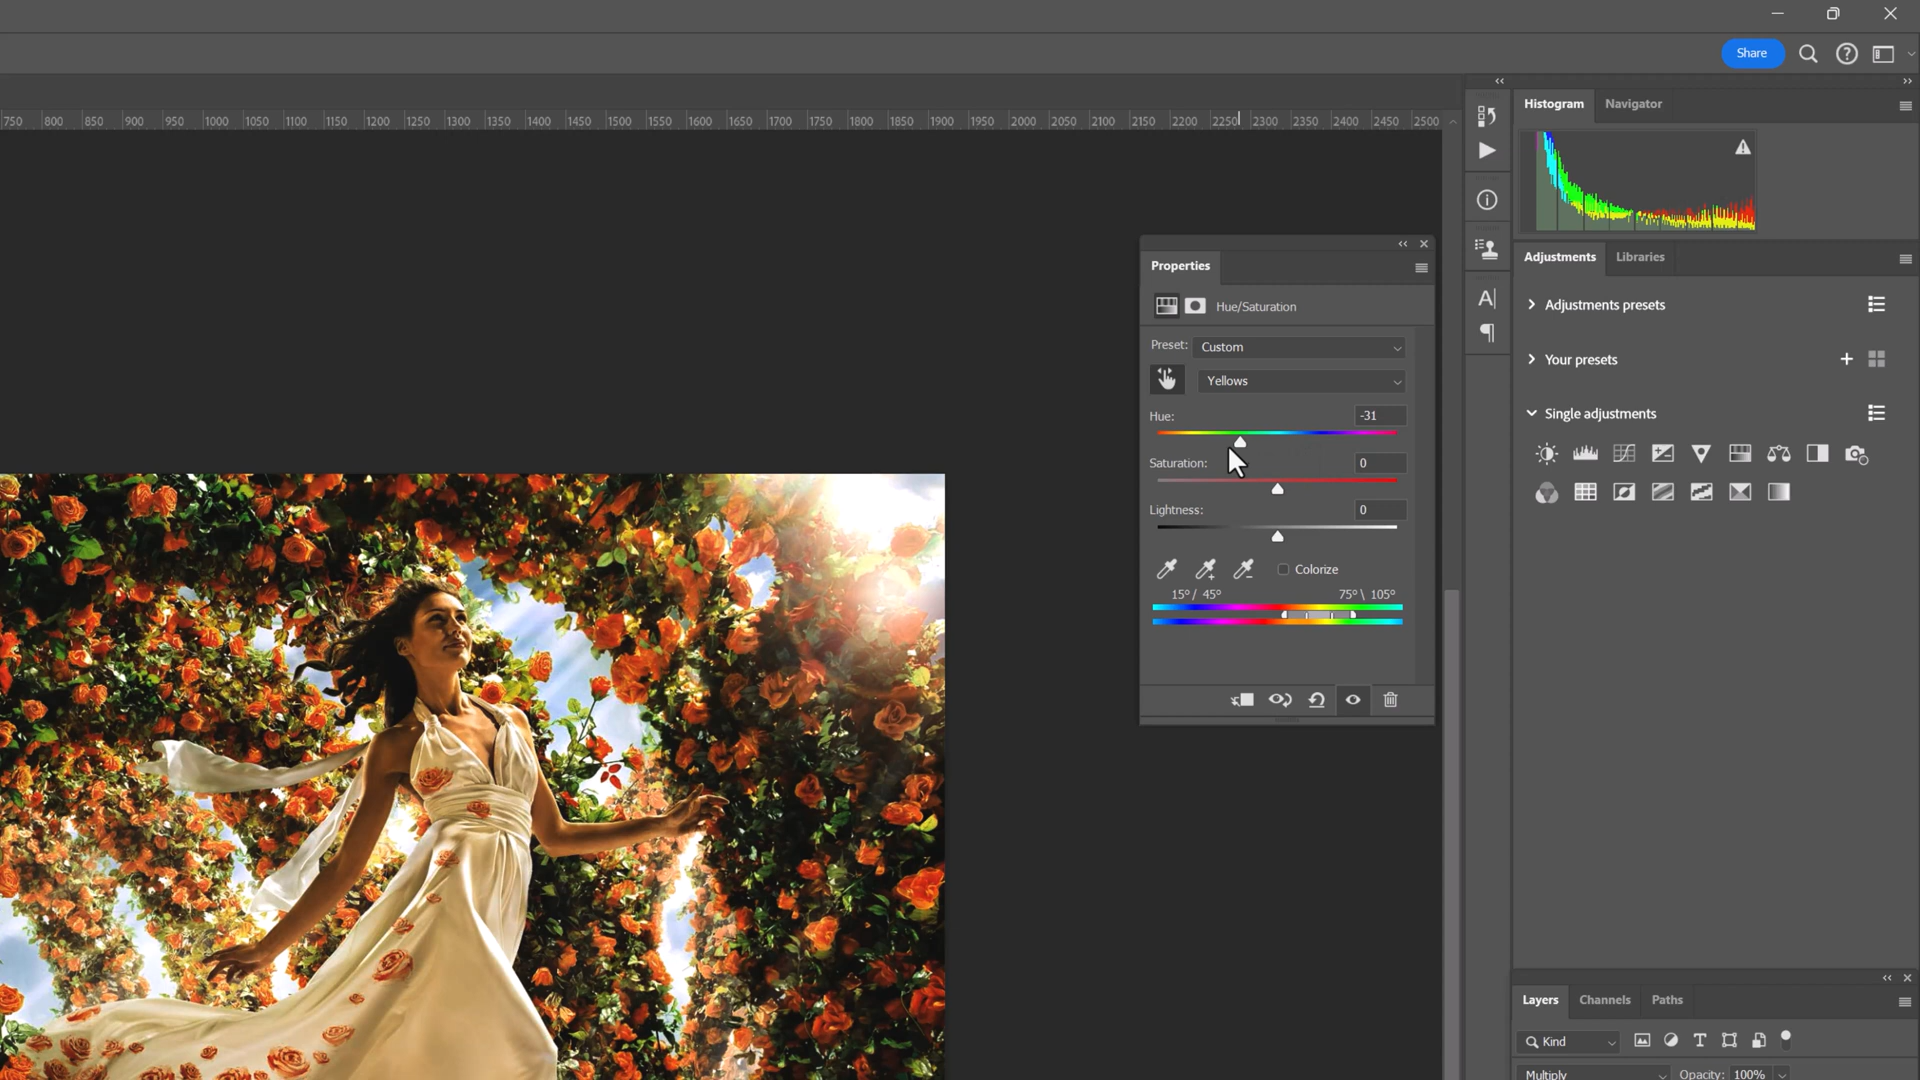 Share
Histogram Navigator
750 800 850 900 950 1000 1050 1100 1150 1200 1250 1300 1350 1400 1450 1500 1550 1600 1650 1700 1750 1800 1850 1900 1950 2000 2050 2100 2150 2200 2250 2300 2350 2400 2450 2500
Properties
Hue/Saturation
Preset: Custom
Yellows
Hue: -31
Saturation: 0
Lightness: 0
Colorize
15°/ 45° 75°\ 105°
Adjustments Libraries
Adjustments presets
Your presets
Single adjustments
Layers Channels Paths
Kind
Multiply Opacity: 100%